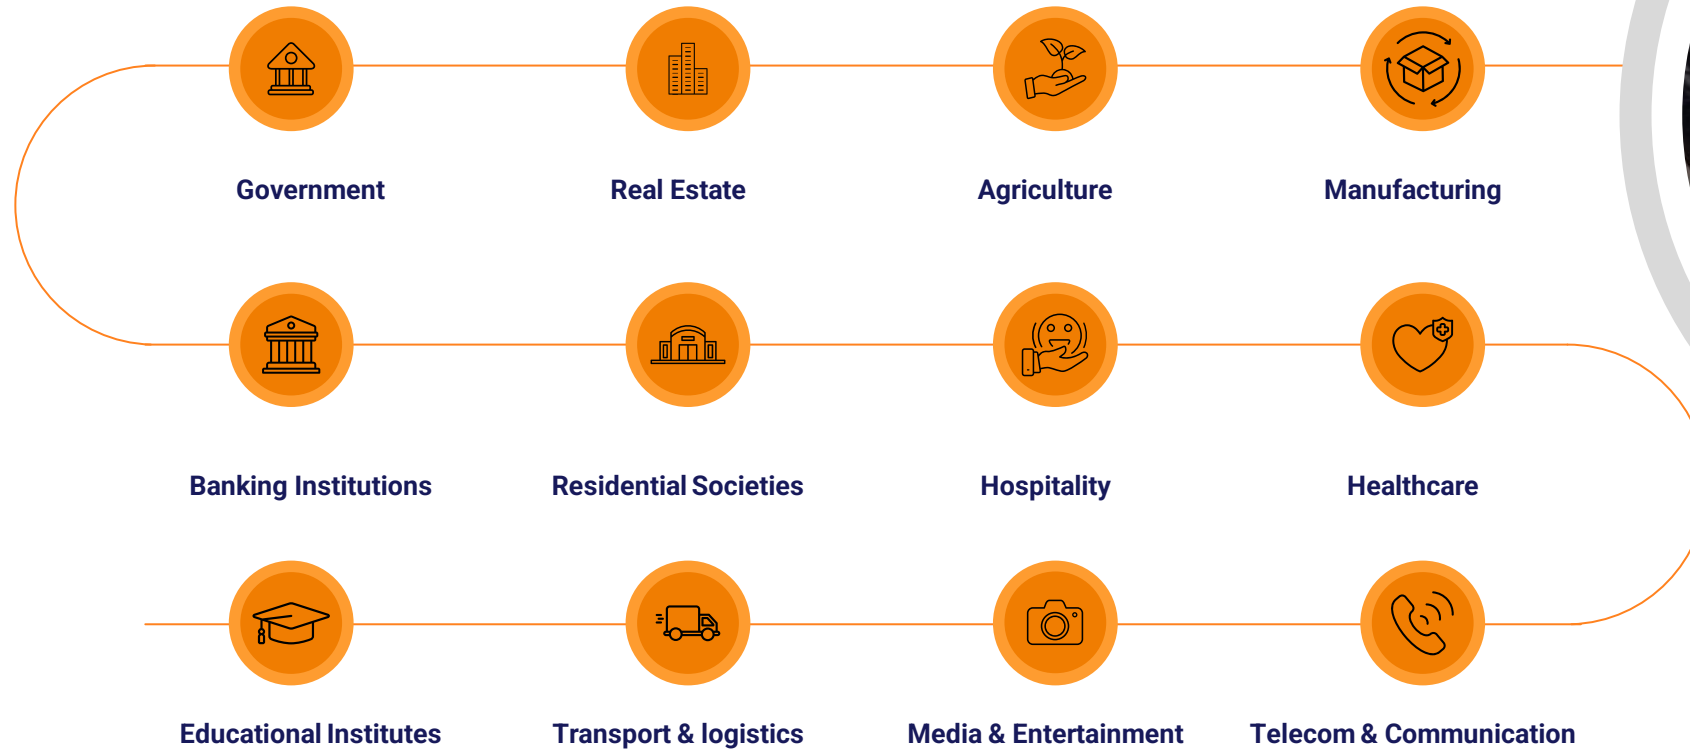 Government
Real Estate
Agriculture
Manufacturing
Banking Institutions
Residential Societies
Hospitality
Healthcare
Educational Institutes
Transport & logistics
Media & Entertainment
Telecom & Communication